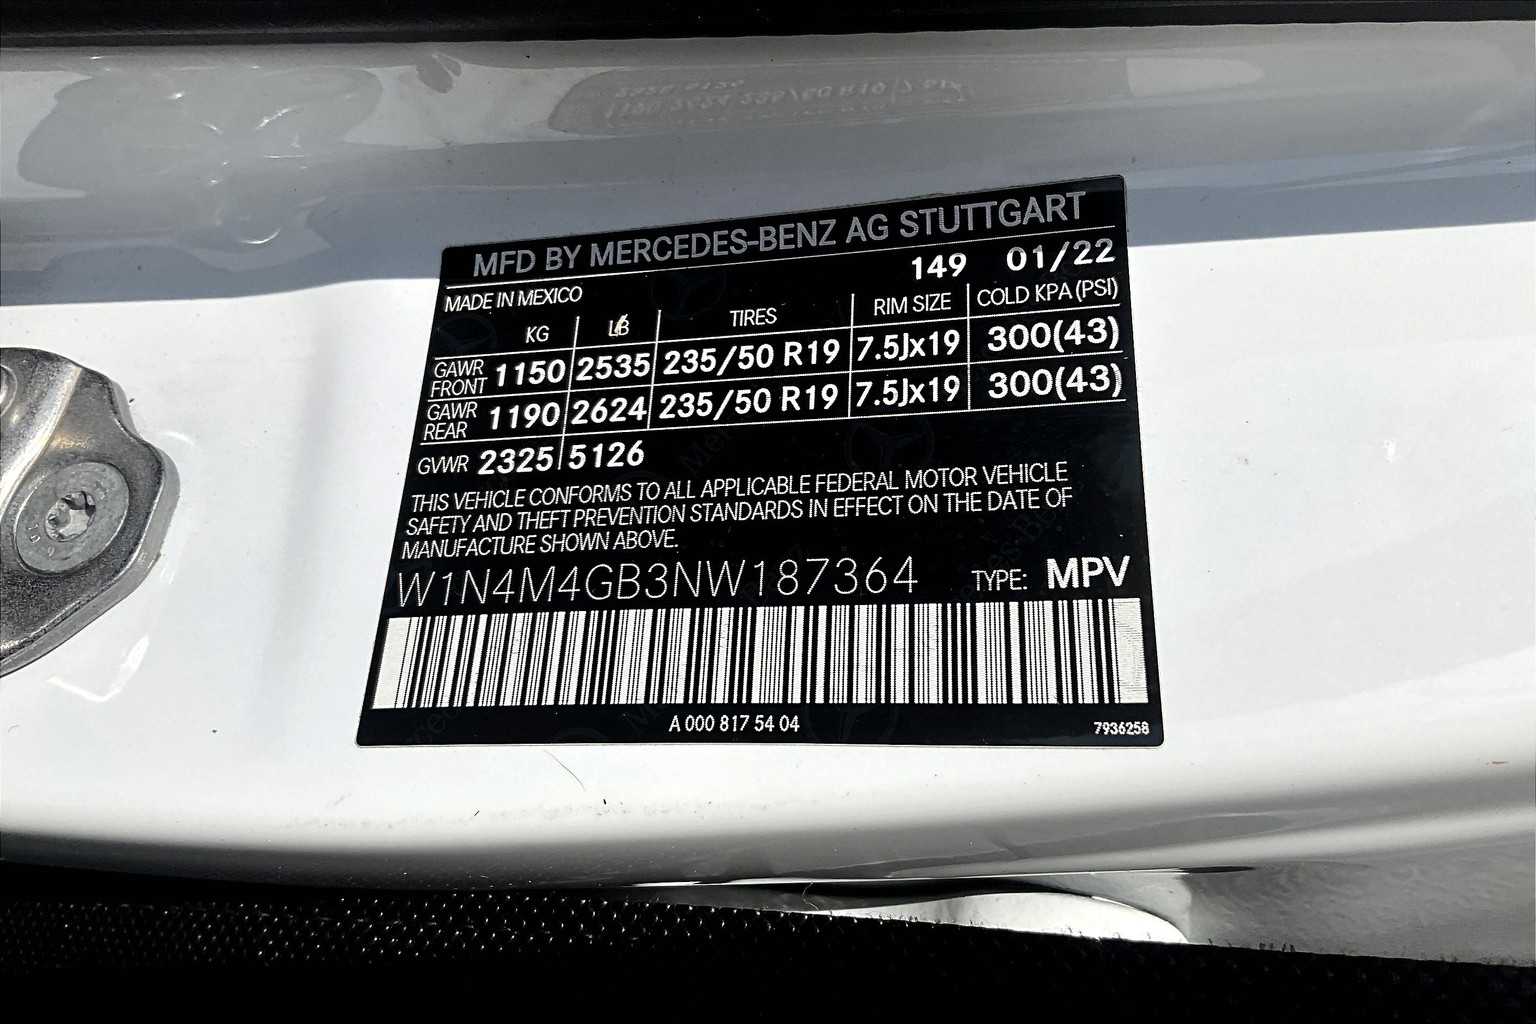 MFD BY MERCEDES-BENZ AG STUTTGART
149 01/22
MADE IN MEXICO
KG LB TIRES RIM SIZE COLD KPA (PSI)
GAWR FRONT 1150 2535 235/50 R19 7.5Jx19 300(43)
GAWR REAR 1190 2624 235/50 R19 7.5Jx19 300(43)
GVWR 2325 5126
THIS VEHICLE CONFORMS TO ALL APPLICABLE FEDERAL MOTOR VEHICLE
SAFETY AND THEFT PREVENTION STANDARDS IN EFFECT ON THE DATE OF
MANUFACTURE SHOWN ABOVE.
W1N4M4GB3NW187364 TYPE: MPV
A 000 817 54 04
7936258